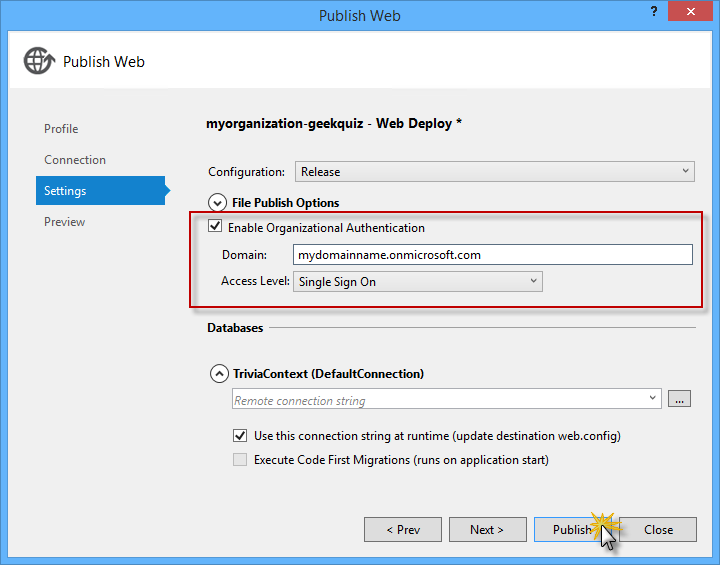 Publish Web
?
Publish Web
Profile
Connection
Settings
Preview
myorganization-geekquiz - Web Deploy *
Configuration: Release
File Publish Options
Enable Organizational Authentication
Domain: mydomainname.onmicrosoft.com
Access Level: Single Sign On
Databases
TriviaContext (DefaultConnection)
Remote connection string ...
Use this connection string at runtime (update destination web.config)
Execute Code First Migrations (runs on application start)
< Prev Next > Publish Close